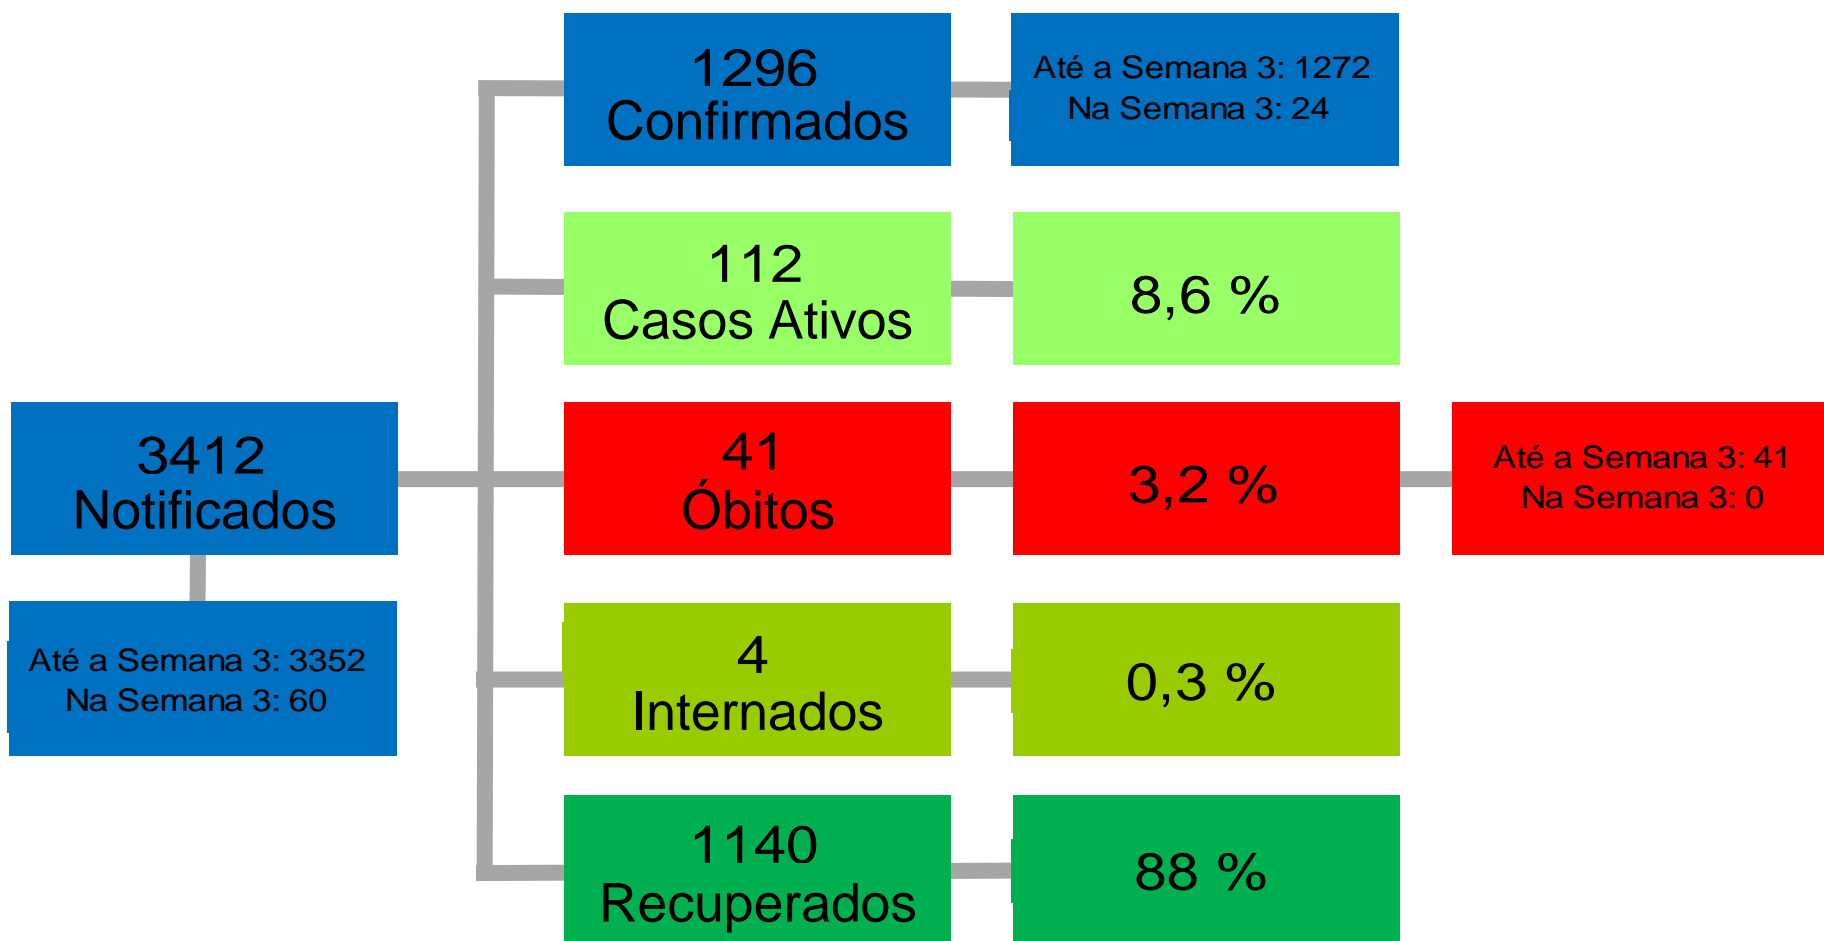 1296
Confirmados
Até a Semana 3: 1272
Na Semana 3: 24
112
Casos Ativos
8,6 %
3412
Notificados
41
Óbitos
3,2 %
Até a Semana 3: 41
Na Semana 3: 0
Até a Semana 3: 3352
Na Semana 3: 60
4
Internados
0,3 %
1140
Recuperados
88 %